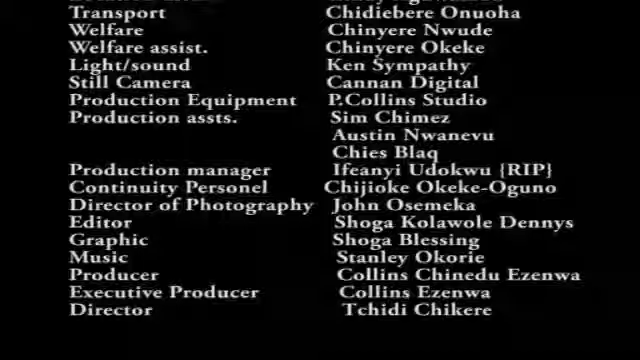 Transport Chidiebere Onuoha
Welfare Chinyere Nwude
Welfare assist. Chinyere Okeke
Light/sound Ken Sympathy
Still Camera Cannan Digital
Production Equipment P.Collins Studio
Production assts. Sim Chimez
Austin Nwanevu
Chies Blaq
Production manager Ifeanyi Udokwu {RIP}
Continuity Personel Chijioke Okeke-Oguno
Director of Photography John Osemeka
Editor Shoga Kolawole Dennys
Graphic Shoga Blessing
Music Stanley Okorie
Producer Collins Chinedu Ezenwa
Executive Producer Collins Ezenwa
Director Tchidi Chikere